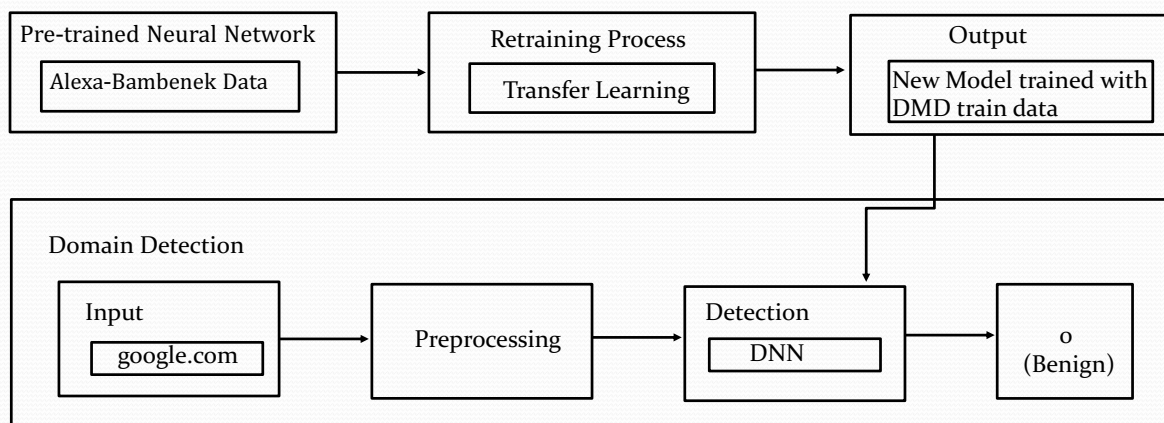 Pre-trained Neural Network
Alexa-Bambenek Data
Retraining Process
Transfer Learning
Output
New Model trained with
DMD train data
Domain Detection
Input
google.com
Preprocessing
Detection
DNN
0
(Benign)